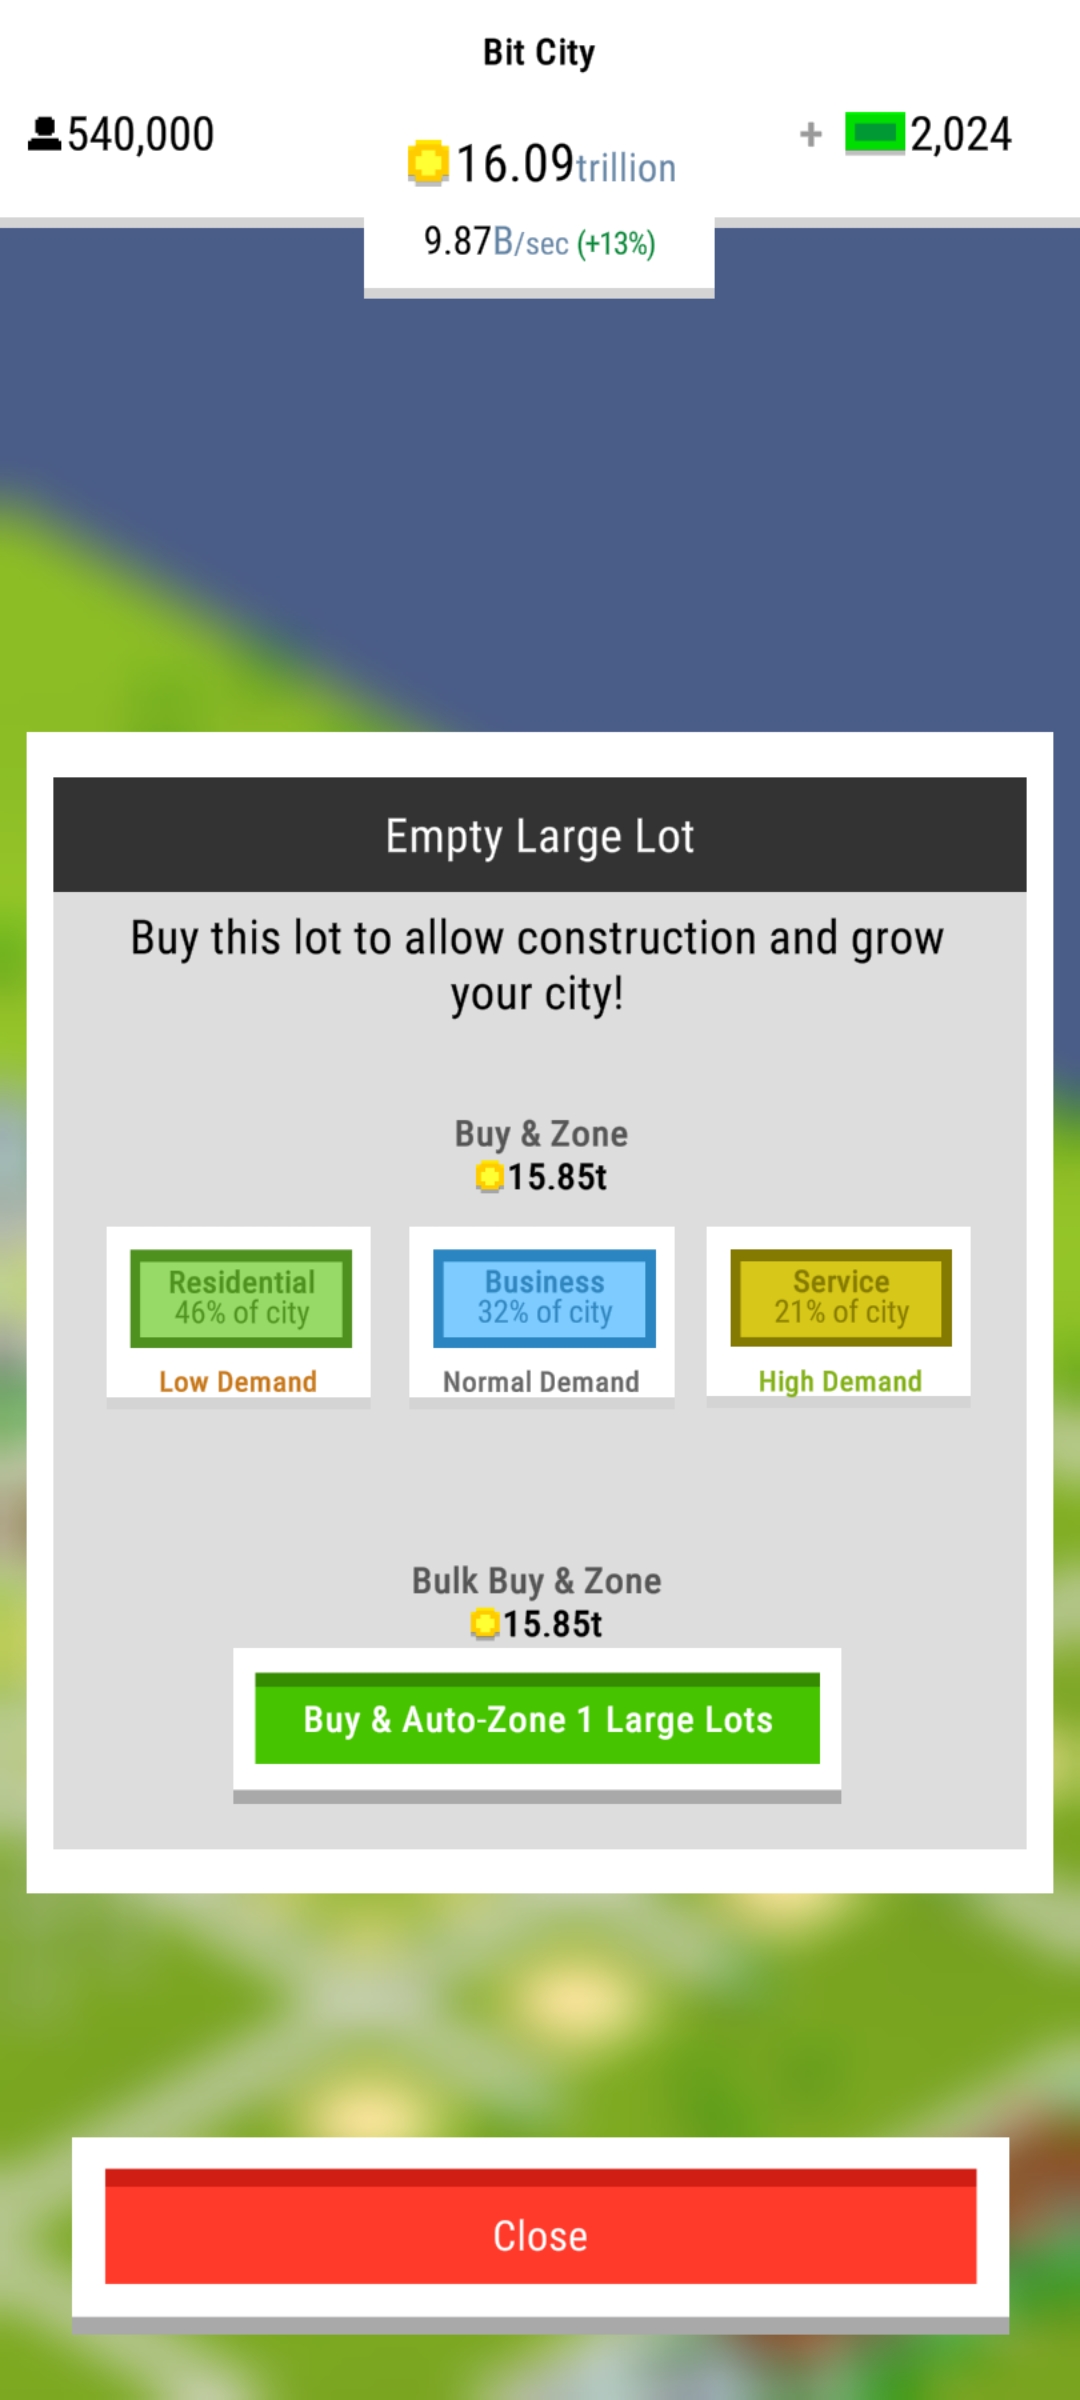 Bit City
540,000
16.09trillion
+ 2,024
9.87B/sec (+13%)
Empty Large Lot
Buy this lot to allow construction and grow
your city!
Buy & Zone
15.85t
Residential
46% of city
Low Demand
Business
32% of city
Normal Demand
Service
21% of city
High Demand
Bulk Buy & Zone
15.85t
Buy & Auto-Zone 1 Large Lots
Close